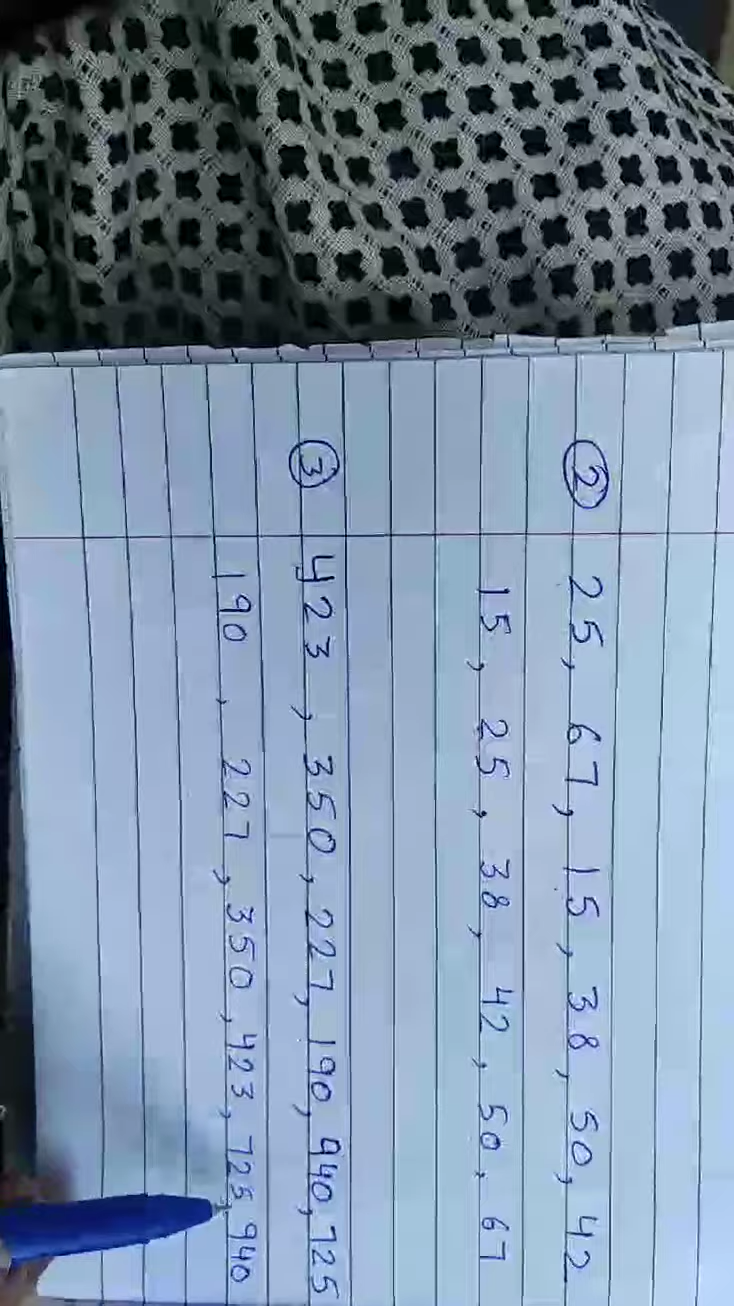 ② 25, 67, 15, 38, 50, 42
15, 25, 38, 42, 50, 67
③ 423, 350, 227, 190, 940, 725
190, 227, 350, 423, 725, 940